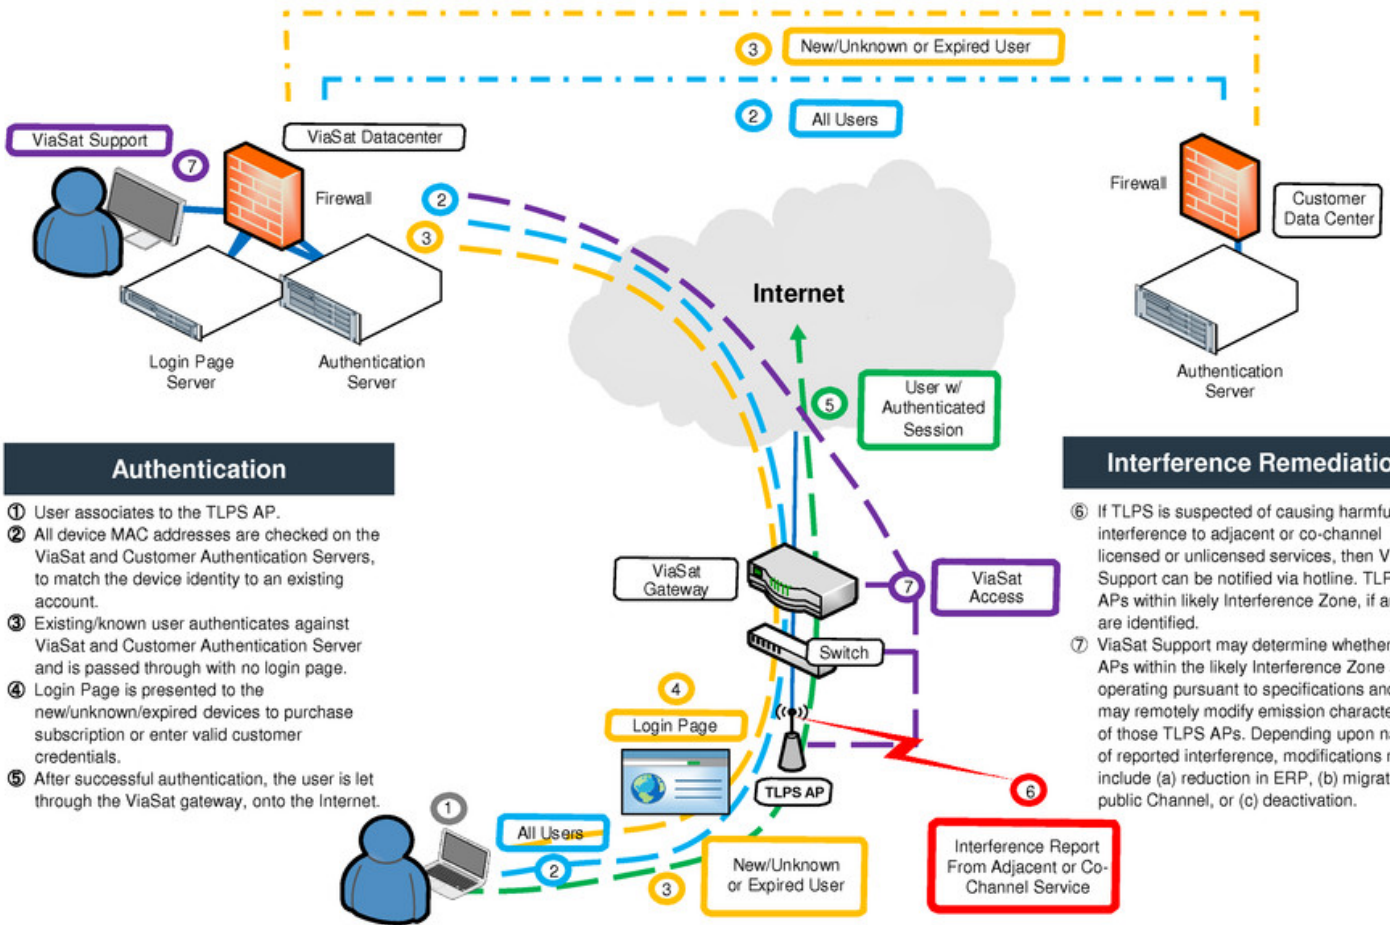 3 New/Unknown or Expired User
2 All Users
ViaSat Support
7
ViaSat Datacenter
Firewall
2
3
Firewall
Customer
Data Center
Internet
Login Page
Server
Authentication
Server
Authentication
Server
5
User w/
Authenticated
Session
Authentication
① User associates to the TLPS AP.
② All device MAC addresses are checked on the
ViaSat and Customer Authentication Servers,
to match the device identity to an existing
account.
③ Existing/known user authenticates against
ViaSat and Customer Authentication Server
and is passed through with no login page.
④ Login Page is presented to the
new/unknown/expired devices to purchase
subscription or enter valid customer
credentials.
⑤ After successful authentication, the user is let
through the ViaSat gateway, onto the Internet.
ViaSat
Gateway
7
ViaSat
Access
Switch
4
Login Page
TLPS AP
6
Interference Report
From Adjacent or Co-
Channel Service
1
All Users
2
3
New/Unknown
or Expired User
Interference Remediatio
⑥ If TLPS is suspected of causing harmfu
interference to adjacent or co-channel
licensed or unlicensed services, then V
Support can be notified via hotline. TLP
APs within likely Interference Zone, if a
are identified.
⑦ ViaSat Support may determine whether
APs within the likely Interference Zone
operating pursuant to specifications and
may remotely modify emission characte
of those TLPS APs. Depending upon n
of reported interference, modifications
include (a) reduction in ERP, (b) migrat
public Channel, or (c) deactivation.